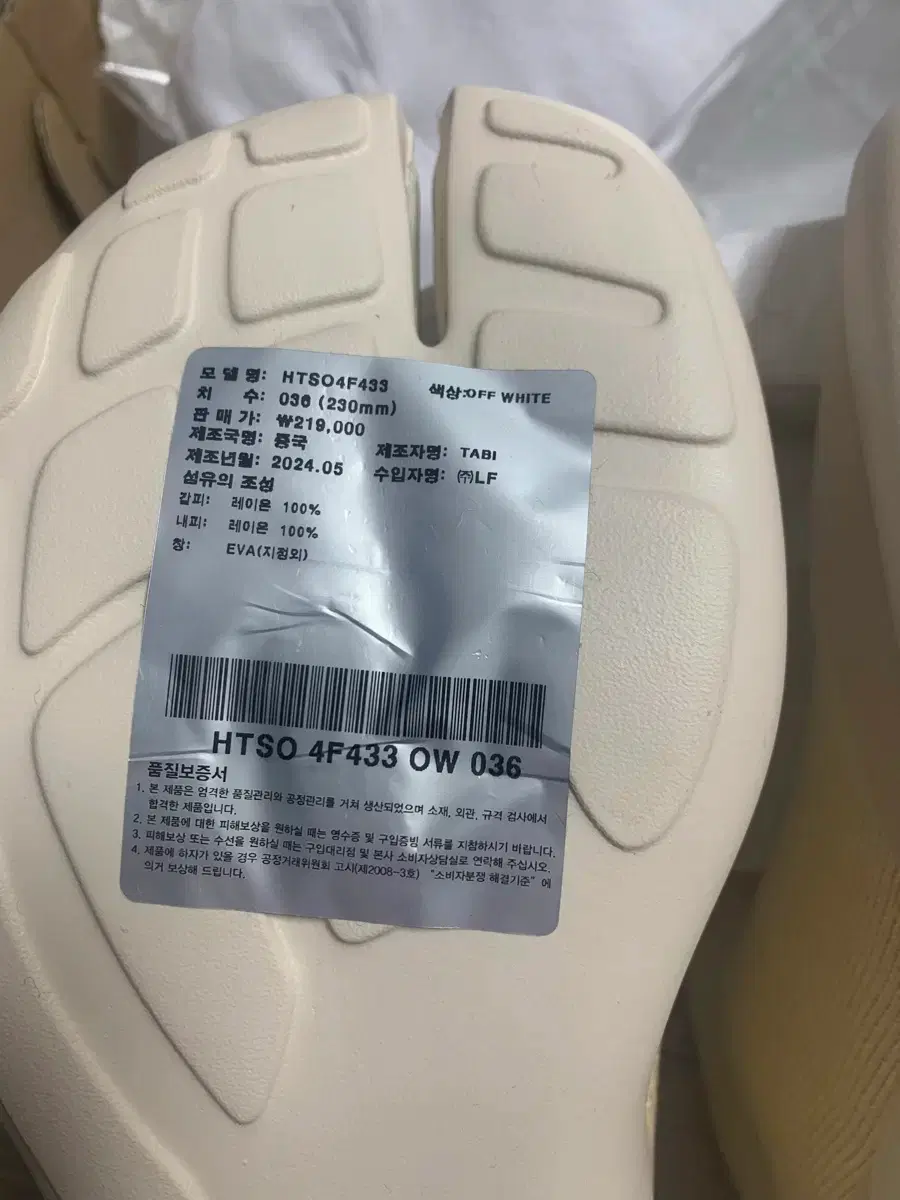 모 델 명: HTSO4F433 색상:OFF WHITE
치 수: 036 (230mm)
판 매 가: ₩219,000
제조국명: 중국 제조자명: TABI
제조년월: 2024.05 수입자명: ㈜LF
섬유의 조성
겉피: 레이온 100%
내피: 레이온 100%
창: EVA(지정외)
HTSO 4F433 OW 036
품질보증서
1. 본 제품은 엄격한 품질관리와 공정관리를 거쳐 생산되었으며 소재, 외관, 규격 검사에서
합격한 제품입니다.
2. 본 제품에 대한 피해보상을 원하실 때는 영수증 및 구입증빙 서류를 지참하시기 바랍니다.
3. 피해보상 또는 수선을 원하실 때는 구입대리점 및 본사 소비자상담실로 연락해 주십시오.
4. 제품에 하자가 있을 경우 공정거래위원회 고시(제2008-3호) "소비자분쟁 해결기준" 에
의거 보상해 드립니다.